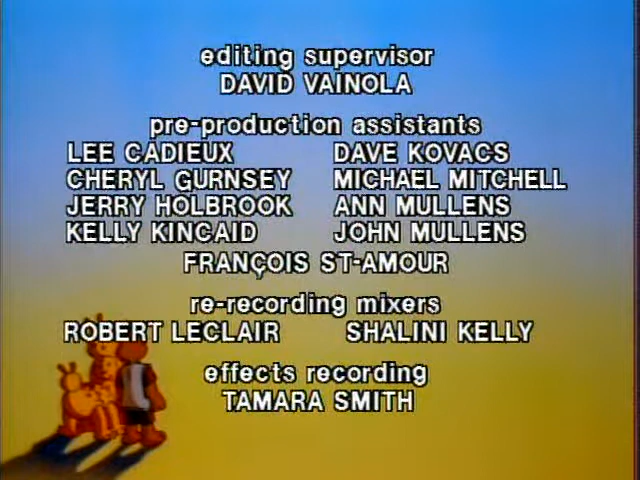 editing supervisor
DAVID VAINOLA
pre-production assistants
LEE CADIEUX DAVE KOVACS
CHERYL GURNSEY MICHAEL MITCHELL
JERRY HOLBROOK ANN MULLENS
KELLY KINCAID JOHN MULLENS
FRANÇOIS ST-AMOUR
re-recording mixers
ROBERT LECLAIR SHALINI KELLY
effects recording
TAMARA SMITH